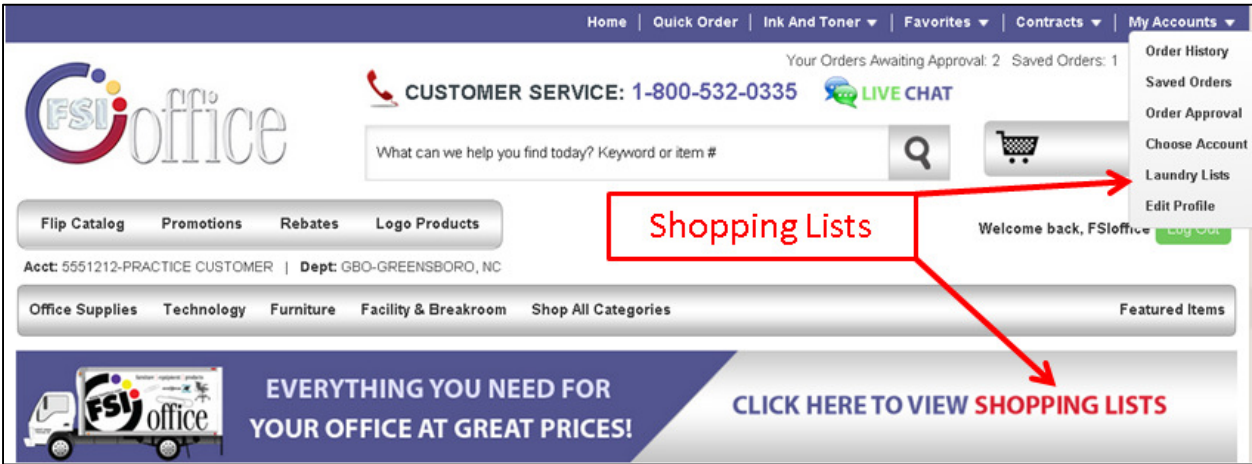 Home | Quick Order | Ink And Toner ▼ | Favorites ▼ | Contracts ▼ | My Accounts ▼
Your Orders Awaiting Approval: 2 Saved Orders: 1
Order History
Saved Orders
Order Approval
Choose Account
Laundry Lists
Edit Profile
FSI office
CUSTOMER SERVICE: 1-800-532-0335 LIVE CHAT
What can we help you find today? Keyword or item #
Flip Catalog Promotions Rebates Logo Products
Shopping Lists
Welcome back, FSIoffice Log Out
Acct: 5551212-PRACTICE CUSTOMER | Dept: GBO-GREENSBORO, NC
Office Supplies Technology Furniture Facility & Breakroom Shop All Categories Featured Items
FSI office
EVERYTHING YOU NEED FOR
YOUR OFFICE AT GREAT PRICES!
CLICK HERE TO VIEW SHOPPING LISTS